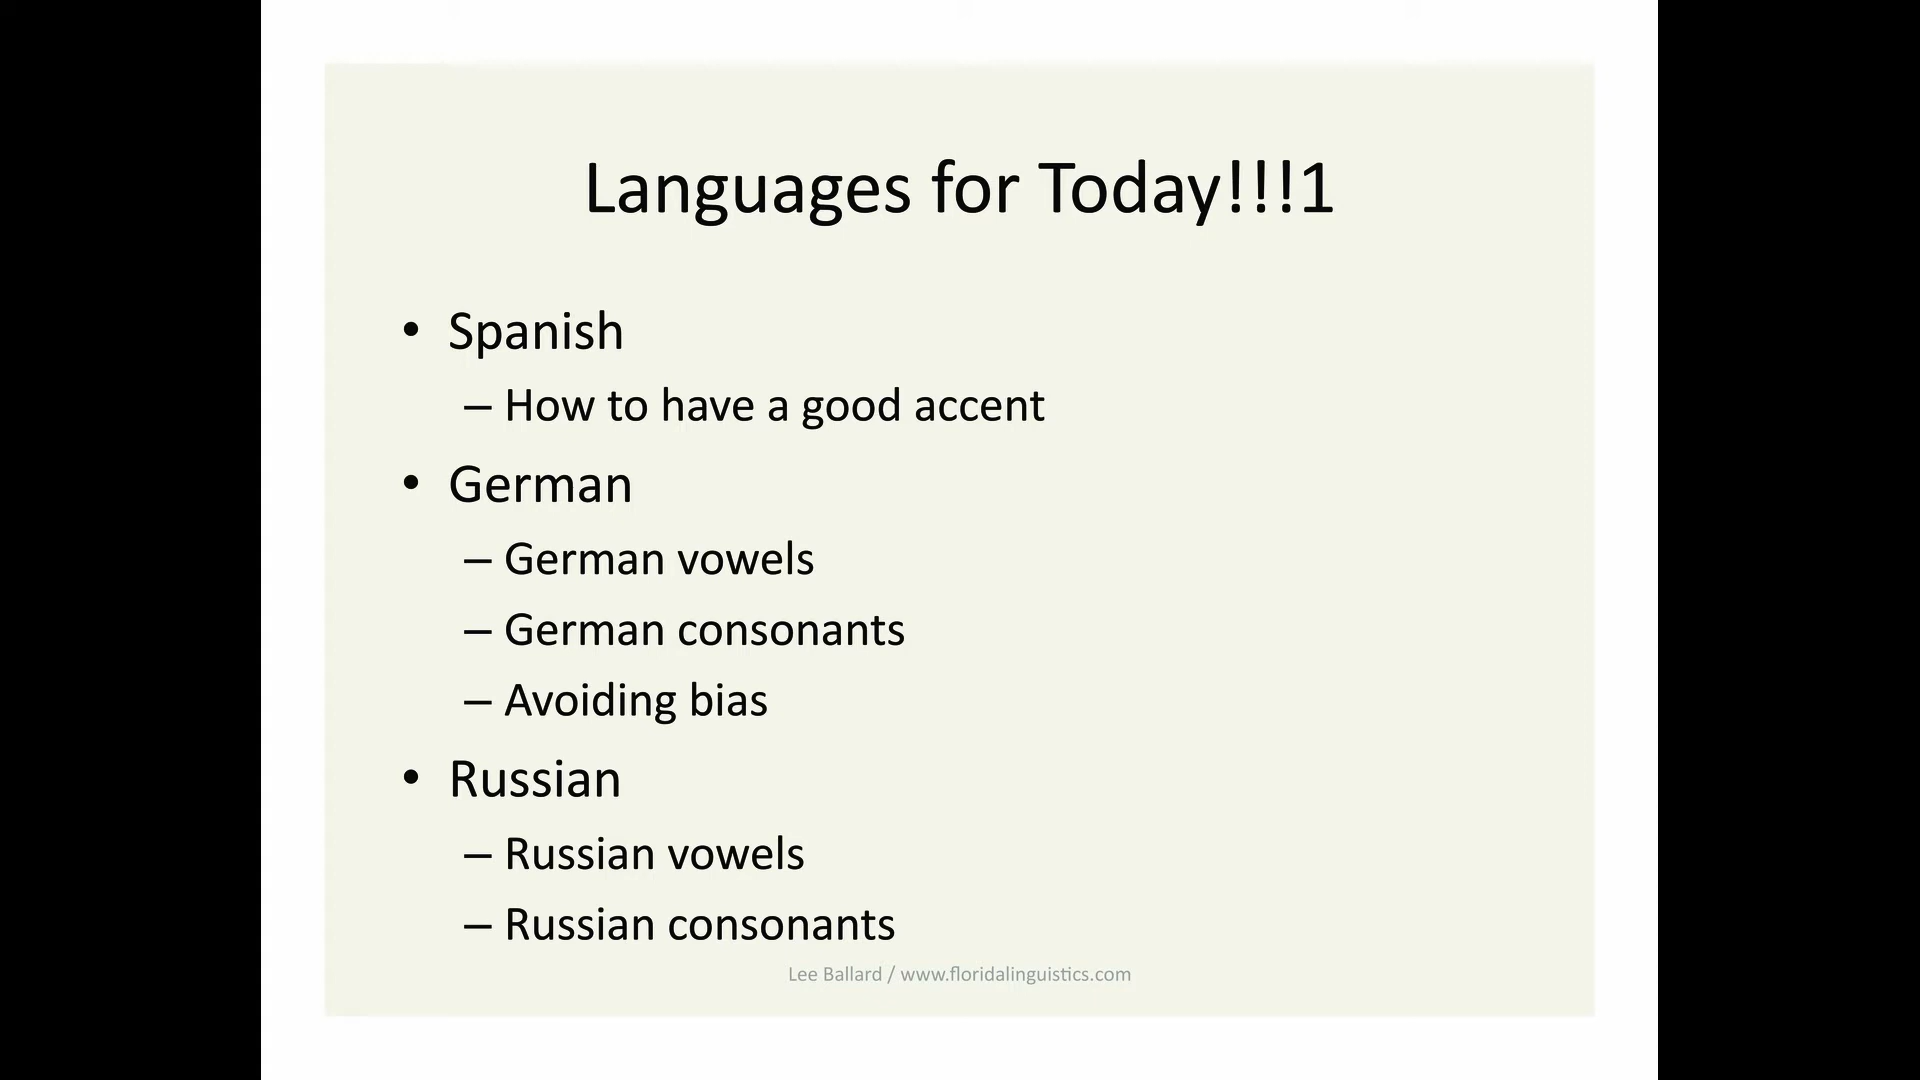 Languages for Today!!!1
• Spanish
– How to have a good accent
• German
– German vowels
– German consonants
– Avoiding bias
• Russian
– Russian vowels
– Russian consonants
Lee Ballard / www.floridalinguistics.com